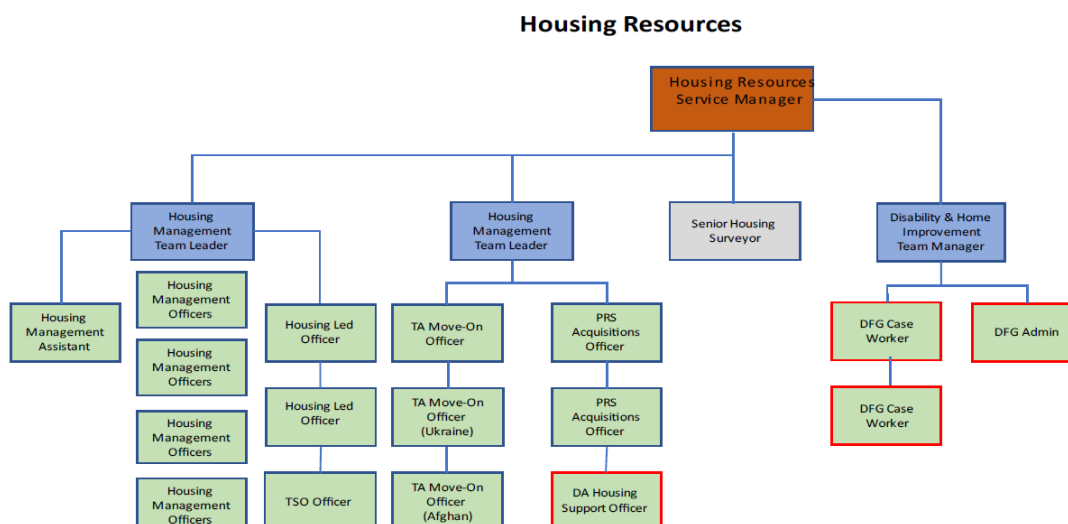 Housing Resources
Housing Resources
Service Manager
Housing
Management
Team Leader
Housing
Management
Team Leader
Senior Housing
Surveyor
Disability & Home
Improvement
Team Manager
Housing
Management
Assistant
Housing
Management
Officers
Housing
Management
Officers
Housing
Management
Officers
Housing
Management
Officers
Housing Led
Officer
Housing Led
Officer
TSO Officer
TA Move-On
Officer
TA Move-On
Officer
(Ukraine)
TA Move-On
Officer
(Afghan)
PRS
Acquisitions
Officer
PRS
Acquisitions
Officer
DA Housing
Support Officer
DFG Case
Worker
DFG Case
Worker
DFG Admin